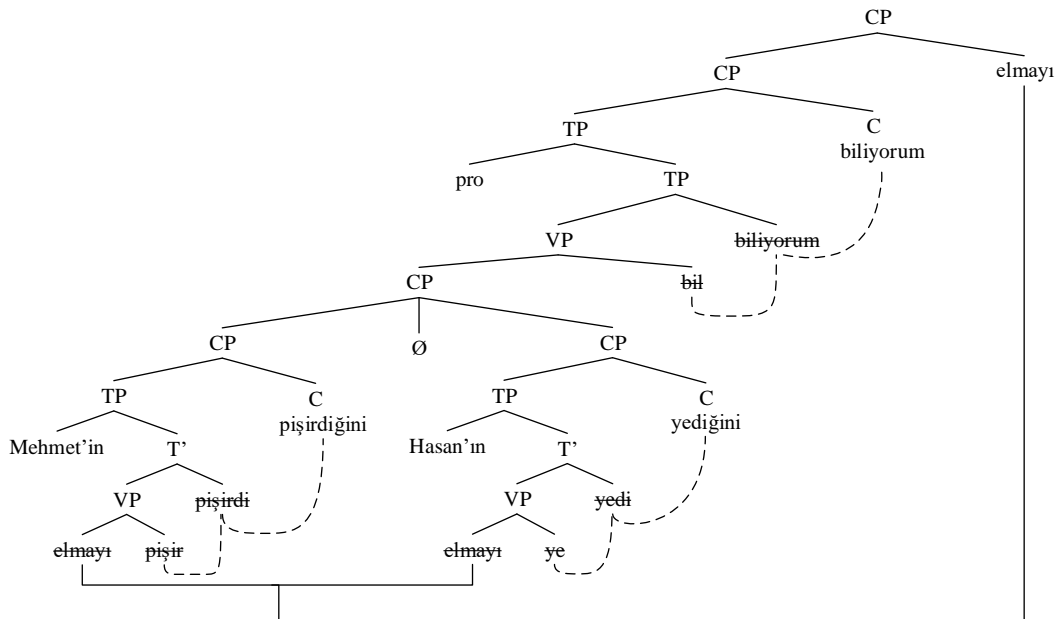 CP
CP elmayı
TP C
biliyorum
pro TP
VP biliyorum
CP bil
CP Ø CP
TP C TP C
pişirdiğini yediğini
Mehmet’in T’ Hasan’ın T’
VP pişirdi VP yedi
elmayı pişir elmayı ye